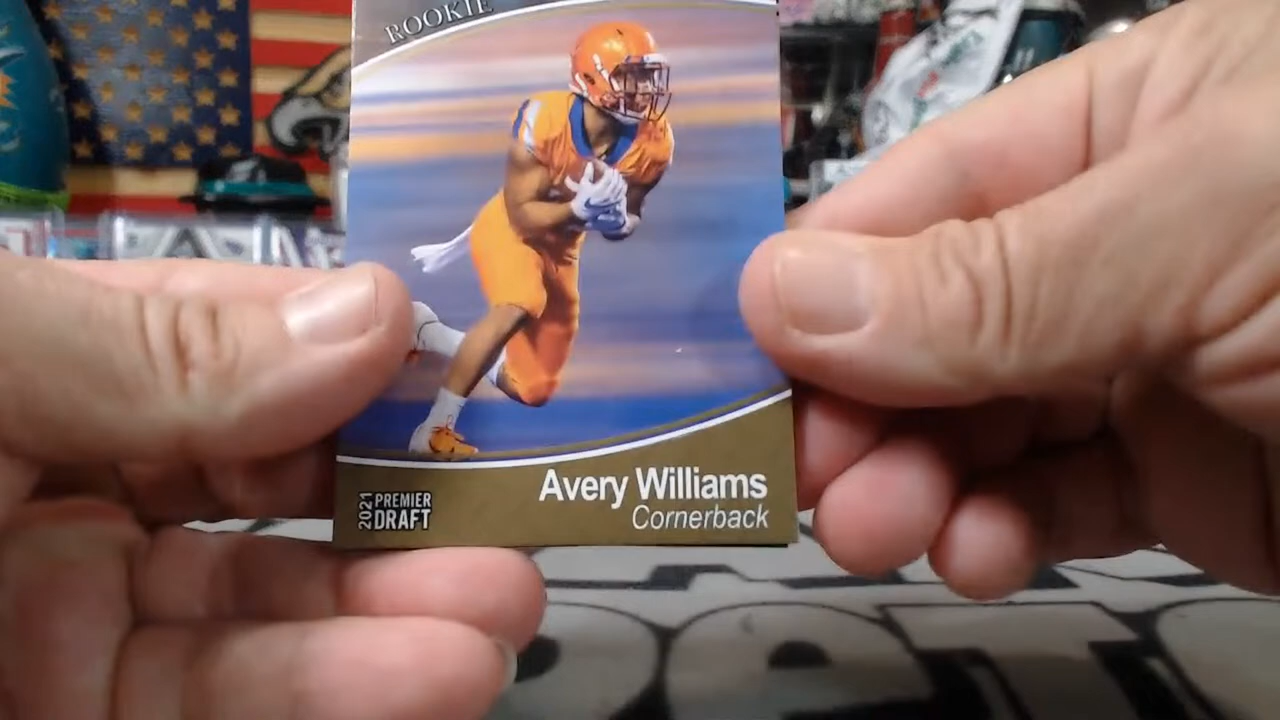 ROOKIE
Avery Williams
Cornerback
2021
PREMIER
DRAFT